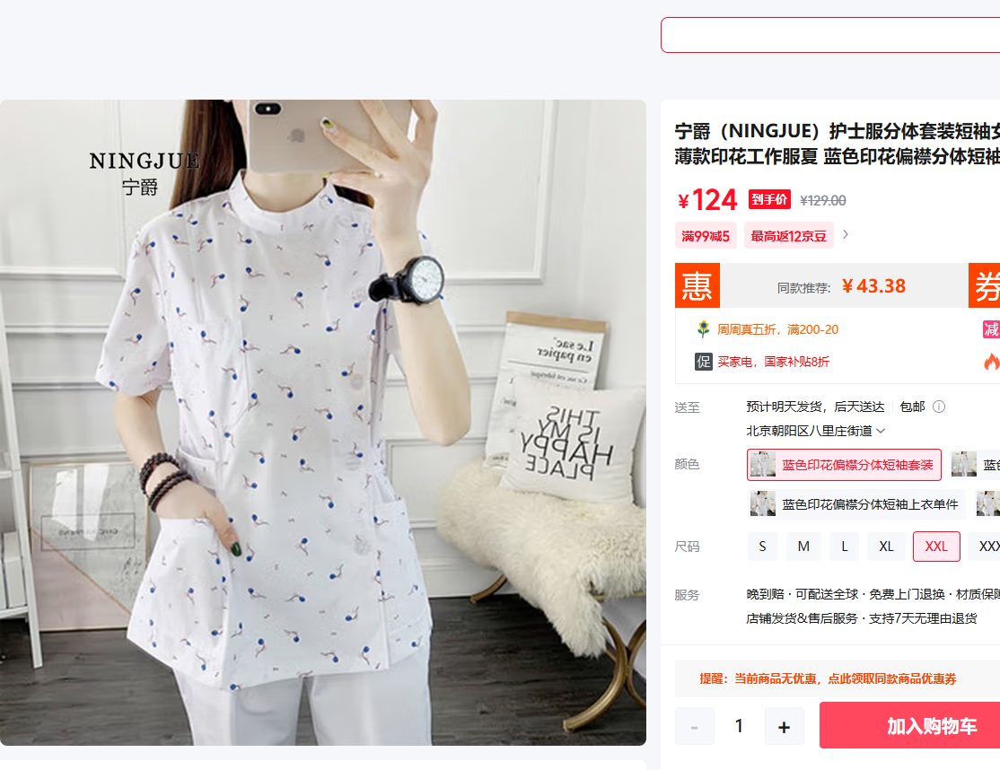 NINGJUE
宁爵
Le sac
en papier
THIS
IS MY
HAPPY
PLACE
宁爵（NINGJUE）护士服分体套装短袖女
薄款印花工作服夏 蓝色印花偏襟分体短袖
￥124 到手价 ￥129.00
满99减5 最高返12京豆
惠 同款推荐: ￥43.38 券
周周真五折，满200-20 减
促 买家电，国家补贴8折
送至 预计明天发货，后天送达 包邮
北京朝阳区八里庄街道
颜色 蓝色印花偏襟分体短袖套装 蓝色
蓝色印花偏襟分体短袖上衣单件
尺码 S M L XL XXL XXX
服务 晚到赔 · 可配送全球 · 免费上门退换 · 材质保障
店铺发货&售后服务 · 支持7天无理由退货
提醒：当前商品无优惠，点此领取同款商品优惠券
- 1 + 加入购物车